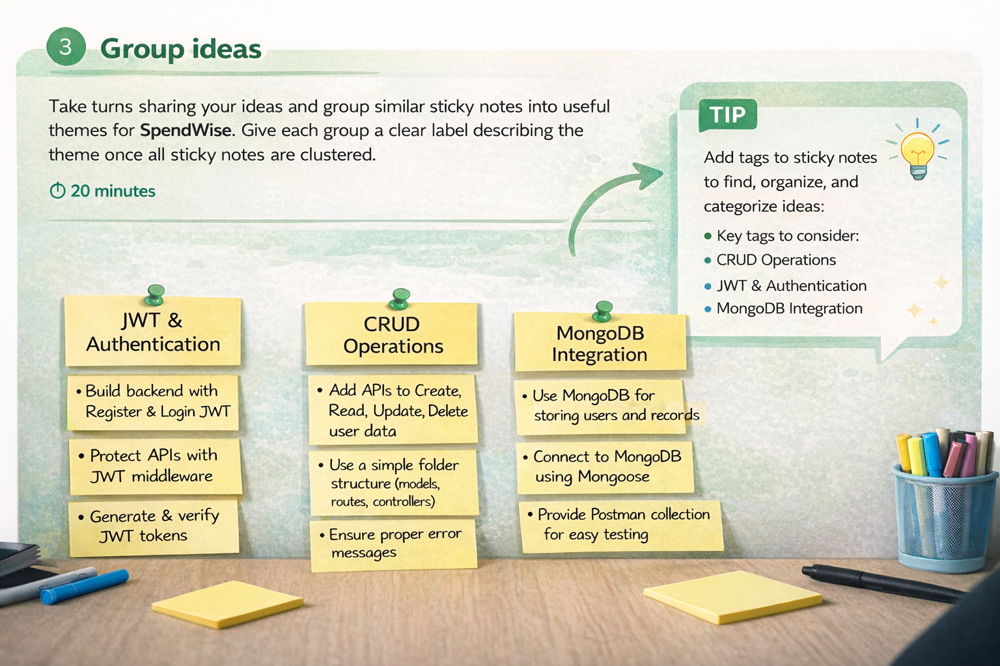 3
Group ideas
Take turns sharing your ideas and group similar sticky notes into useful
themes for SpendWise. Give each group a clear label describing the
theme once all sticky notes are clustered.
20 minutes
TIP
Add tags to sticky notes
to find, organize, and
categorize ideas:
• Key tags to consider:
• CRUD Operations
• JWT & Authentication
• MongoDB Integration
JWT &
Authentication
• Build backend with
Register & Login JWT
• Protect APIs with
JWT middleware
• Generate & verify
JWT tokens
CRUD
Operations
• Add APIs to Create,
Read, Update, Delete
user data
• Use a simple folder
structure (models,
routes, controllers)
• Ensure proper error
messages
MongoDB
Integration
• Use MongoDB for
storing users and records
• Connect to MongoDB
using Mongoose
• Provide Postman collection
for easy testing